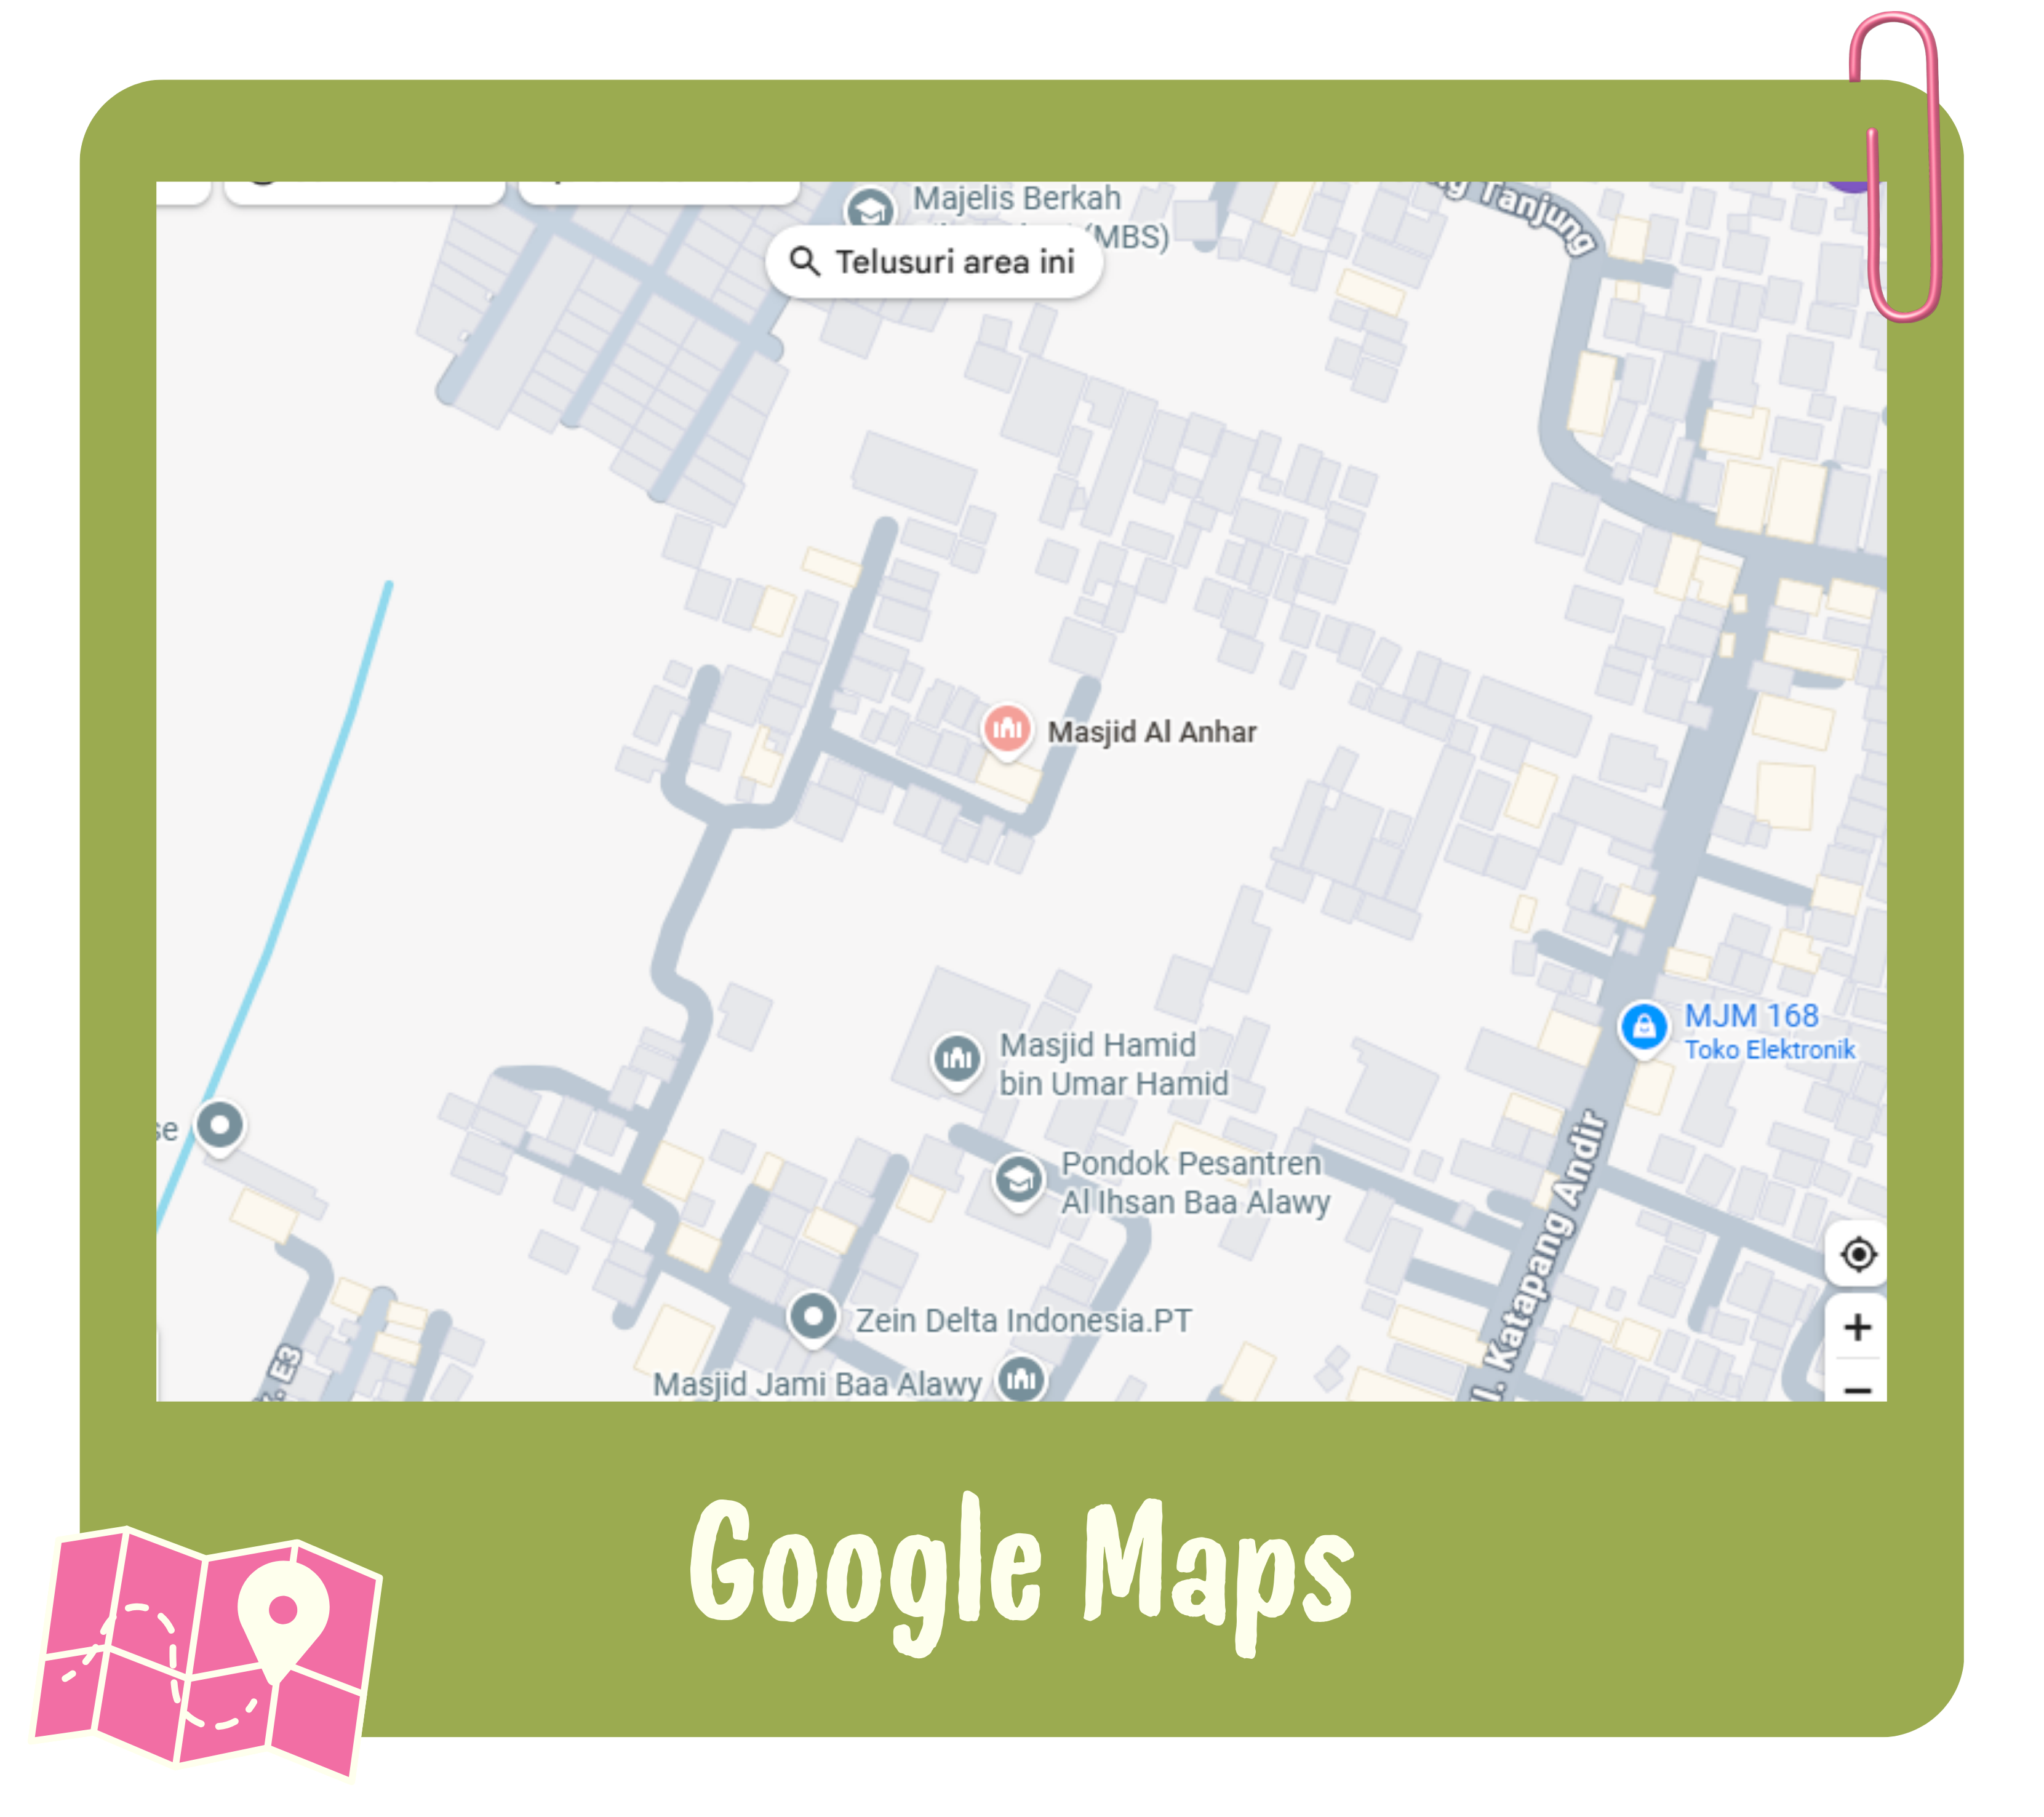 Majelis Berkah
(MBS)
Telusuri area ini
Tanjung
Masjid Al Anhar
MJM 168
Toko Elektronik
Masjid Hamid
bin Umar Hamid
se
Pondok Pesantren
Al Ihsan Baa Alawy
Jl. Katapang Andir
Zein Delta Indonesia.PT
Masjid Jami Baa Alawy
E3
Google Maps